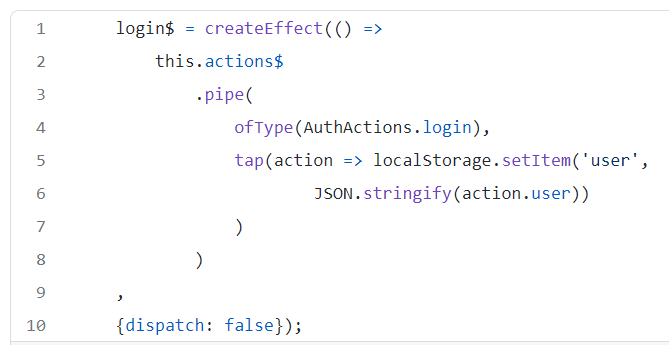 1 login$ = createEffect(() =>
2 this.actions$
3 .pipe(
4 ofType(AuthActions.login),
5 tap(action => localStorage.setItem('user',
6 JSON.stringify(action.user))
7 )
8 )
9 ,
10 {dispatch: false});